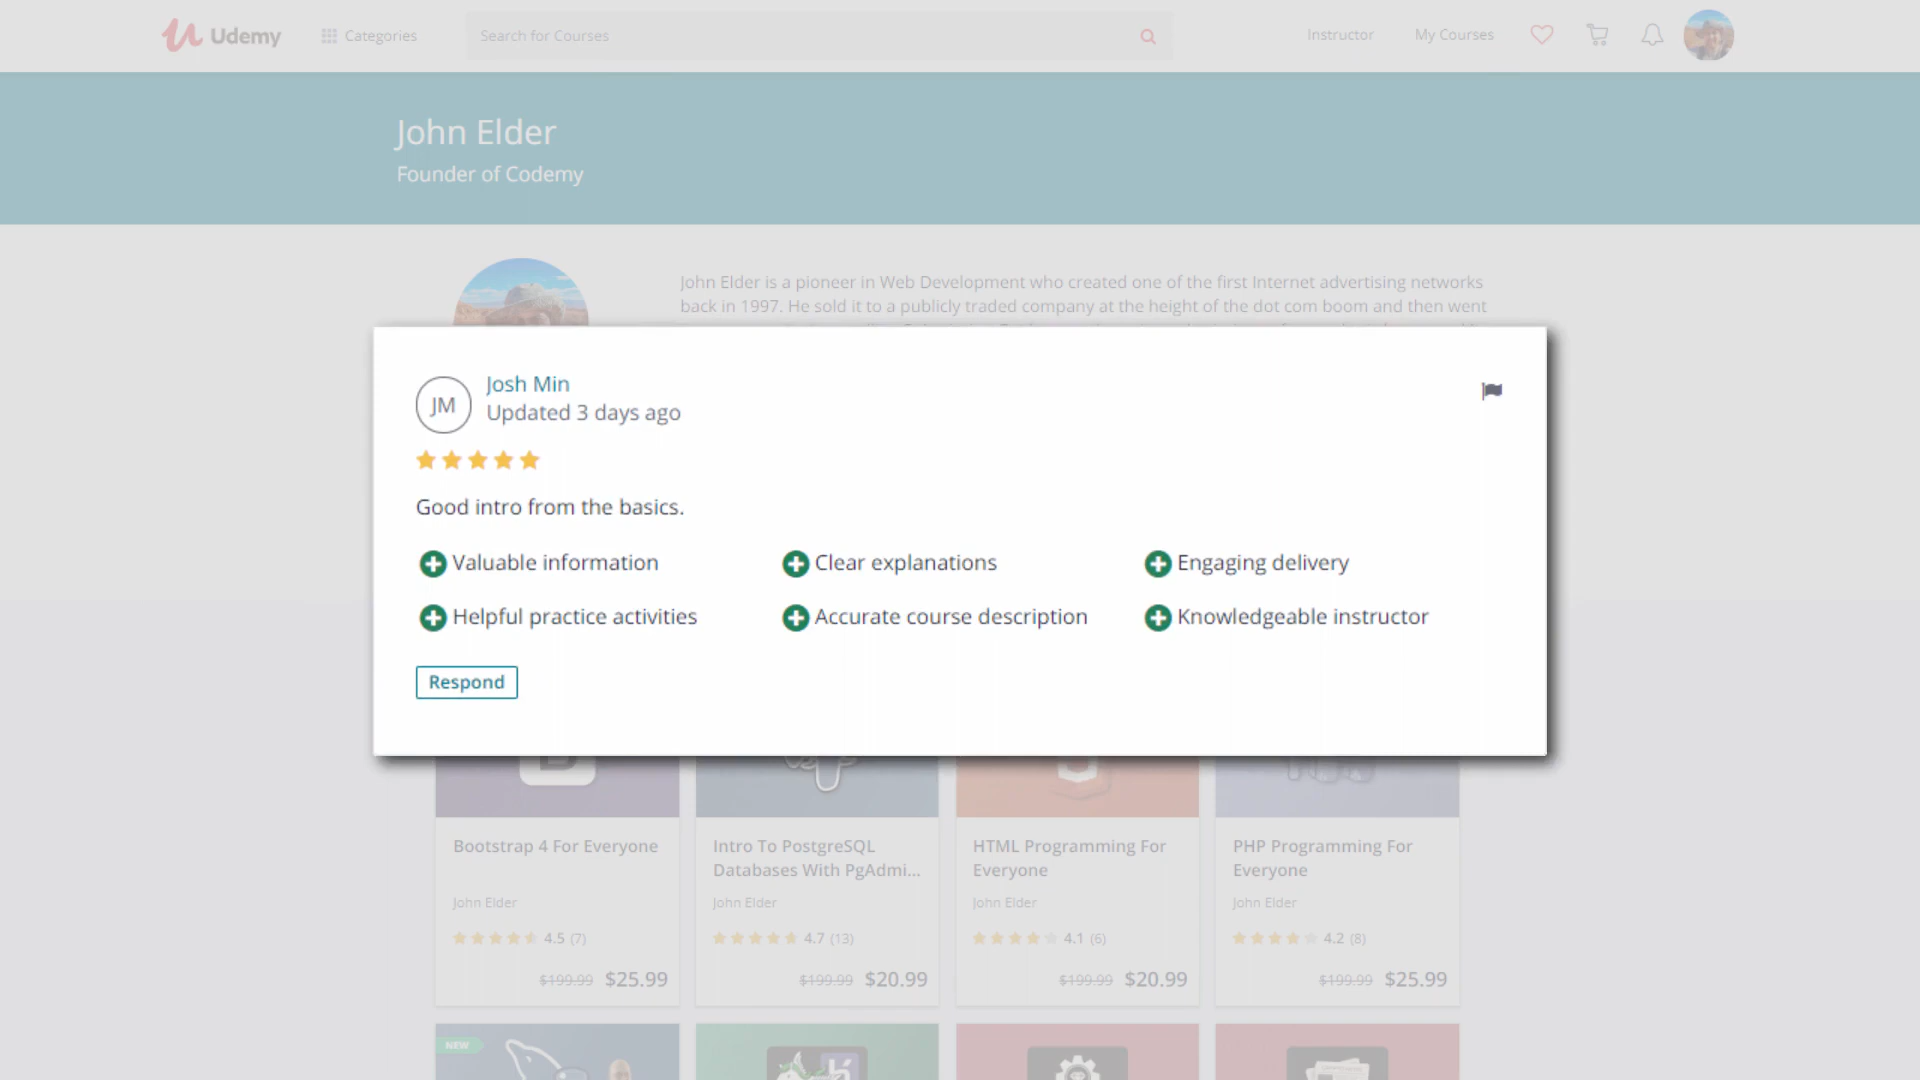 Udemy
Categories
Search for Courses
Instructor
My Courses
John Elder
Founder of Codemy
John Elder is a pioneer in Web Development who created one of the first Internet advertising networks
back in 1997. He sold it to a publicly traded company at the height of the dot com boom and then went
JM
Josh Min
Updated 3 days ago
Good intro from the basics.
Valuable information
Clear explanations
Engaging delivery
Helpful practice activities
Accurate course description
Knowledgeable instructor
Respond
Bootstrap 4 For Everyone
John Elder
4.5 (7)
$199.99 $25.99
Intro To PostgreSQL
Databases With PgAdmi...
John Elder
4.7 (13)
$199.99 $20.99
HTML Programming For
Everyone
John Elder
4.1 (6)
$199.99 $20.99
PHP Programming For
Everyone
John Elder
4.2 (8)
$199.99 $25.99
NEW